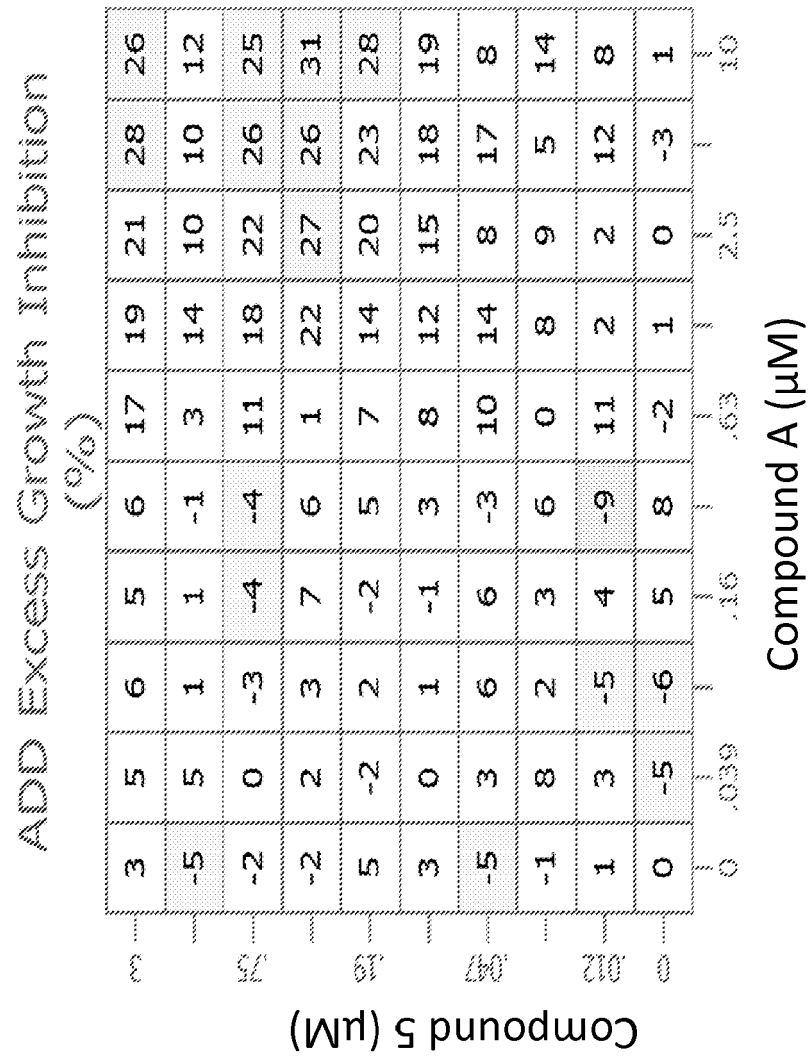 ADD Excess Growth Inhibition
(%)
3 3 5 6 5 6 17 19 21 28 26
-5 5 1 1 -1 3 14 10 10 12
.75 -2 0 -3 -4 -4 11 18 22 26 25
-2 2 3 7 6 1 22 27 26 31
.19 5 -2 2 -2 5 7 14 20 23 28
3 0 1 -1 3 8 12 15 18 19
.047 -5 3 6 6 -3 10 14 8 17 8
-1 8 2 3 6 0 8 9 5 14
.012 1 3 -5 4 -9 11 2 2 12 8
0 0 -5 -6 5 8 -2 1 0 -3 1
0 .039 .16 .63 2.5 10
Compound A (µM)
Compound 5 (µM)